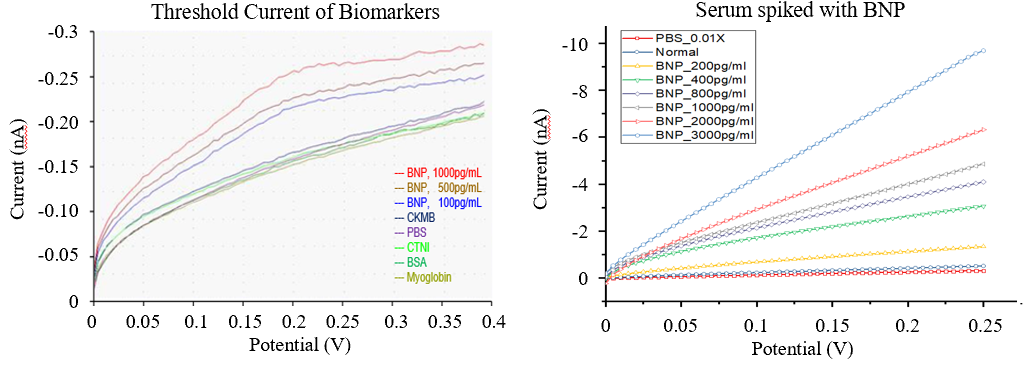 Threshold Current of Biomarkers
-0.3
-0.25
-0.20
-0.15
-0.10
-0.05
0
Current (nA)
BNP, 1000pg/mL
BNP, 500pg/mL
BNP, 100pg/mL
CKMB
PBS
CTNI
BSA
Myoglobin
0 0.05 0.1 0.15 0.2 0.25 0.30 0.35 0.4
Potential (V)
Serum spiked with BNP
-10
-8
-6
-4
-2
0
Current (nA)
PBS_0.01X
Normal
BNP_200pg/ml
BNP_400pg/ml
BNP_800pg/ml
BNP_1000pg/ml
BNP_2000pg/ml
BNP_3000pg/ml
0 0.05 0.1 0.15 0.2 0.25
Potential (V)